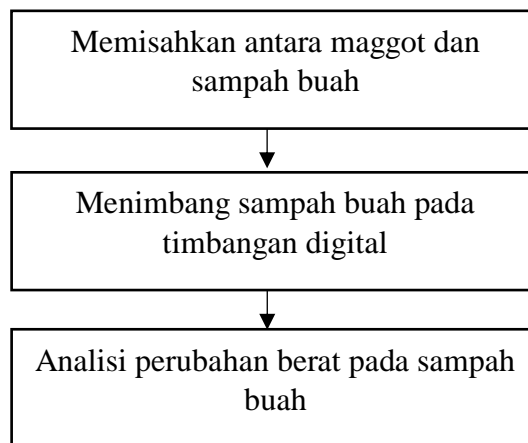 Memisahkan antara maggot dan
sampah buah
Menimbang sampah buah pada
timbangan digital
Analisi perubahan berat pada sampah
buah